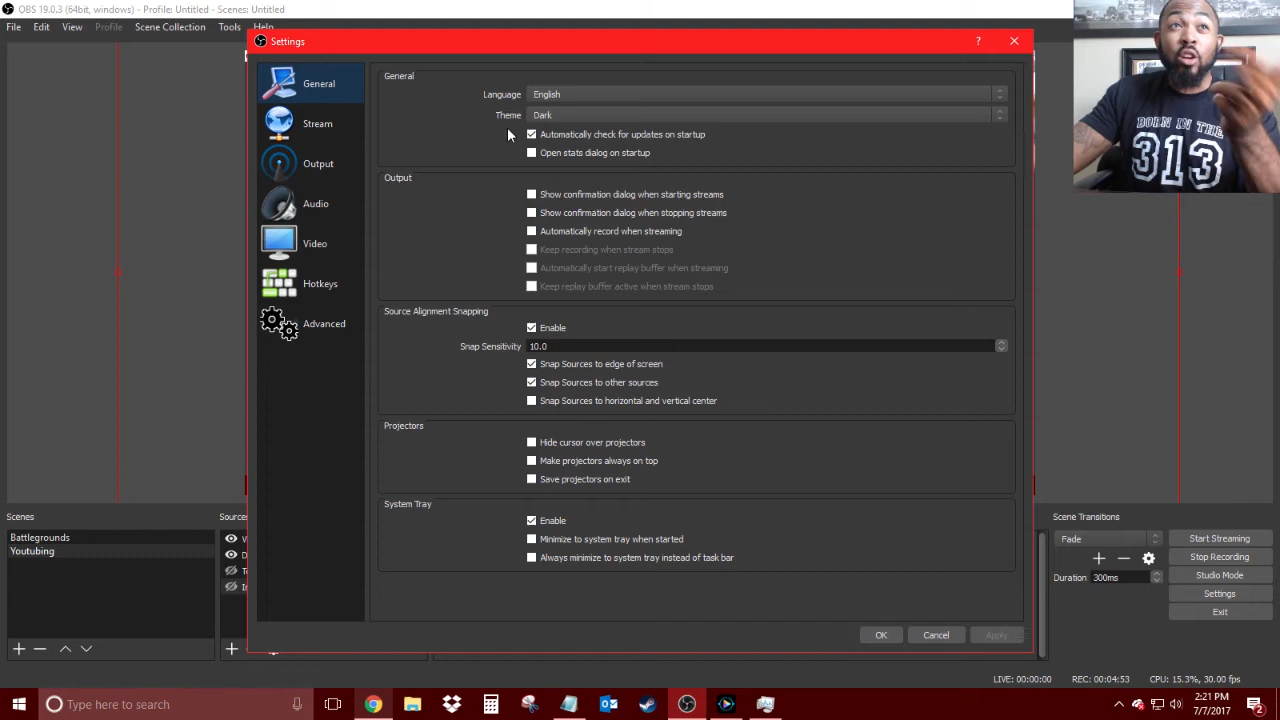 OBS 19.0.3 (64bit, windows) - Profile: Untitled - Scenes: Untitled
File Edit View Profile Scene Collection Tools Help
Settings
?
General
Stream
Output
Audio
Video
Hotkeys
Advanced
General
Language English
Theme Dark
Automatically check for updates on startup
Open stats dialog on startup
Output
Show confirmation dialog when starting streams
Show confirmation dialog when stopping streams
Automatically record when streaming
Keep recording when stream stops
Automatically start replay buffer when streaming
Keep replay buffer active when stream stops
Source Alignment Snapping
Enable
Snap Sensitivity 10.0
Snap Sources to edge of screen
Snap Sources to other sources
Snap Sources to horizontal and vertical center
Projectors
Hide cursor over projectors
Make projectors always on top
Save projectors on exit
System Tray
Enable
Minimize to system tray when started
Always minimize to system tray instead of task bar
OK Cancel Apply
BORN IN THE
313
Scenes
Battlegrounds
Youtubing
Sources
Scene Transitions
Fade
Duration 300ms
Start Streaming
Stop Recording
Studio Mode
Settings
Exit
LIVE: 00:00:00 REC: 00:04:53 CPU: 15.3%, 30.00 fps
Type here to search
2:21 PM
7/7/2017
2